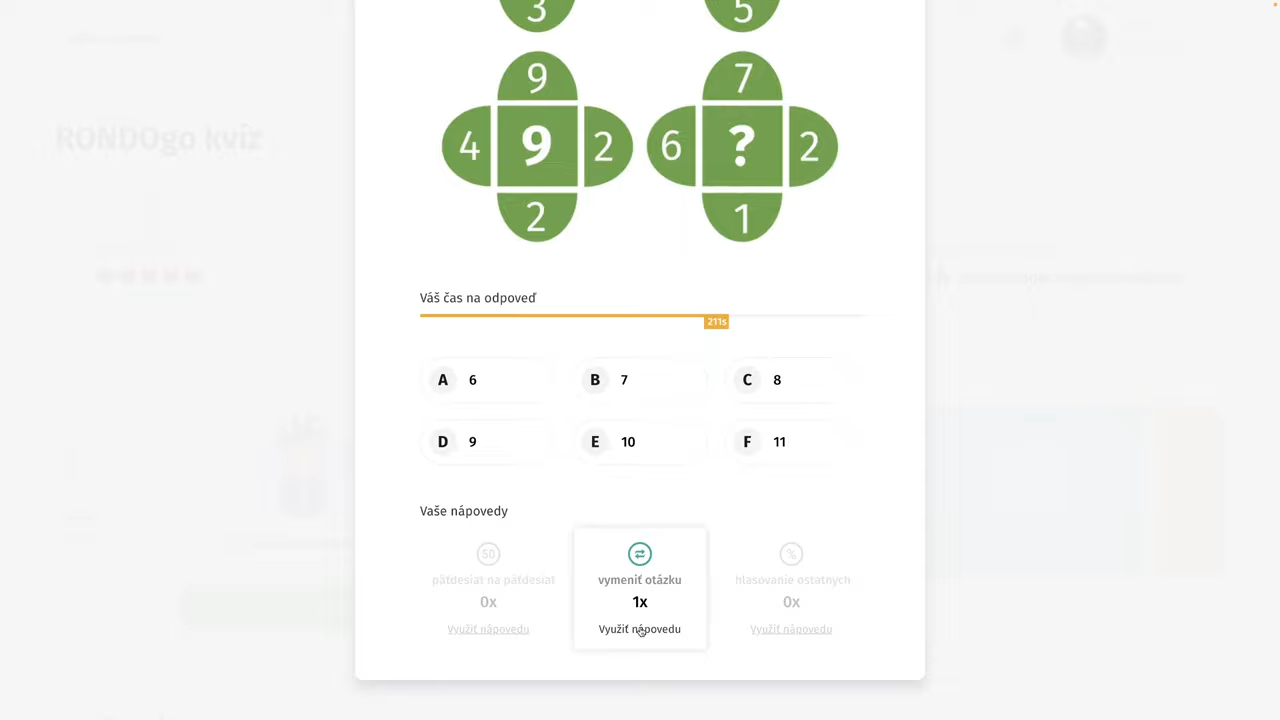 3 5
9 7
4 9 2 6 ? 2
2 1
RONDOgo kvíz
Váš čas na odpoveď
211s
A 6 B 7 C 8
D 9 E 10 F 11
Vaše nápovedy
50 %
päťdesiat na päťdesiat vymeniť otázku hlasovanie ostatných
0x 1x 0x
Využiť nápovedu Využiť nápovedu Využiť nápovedu